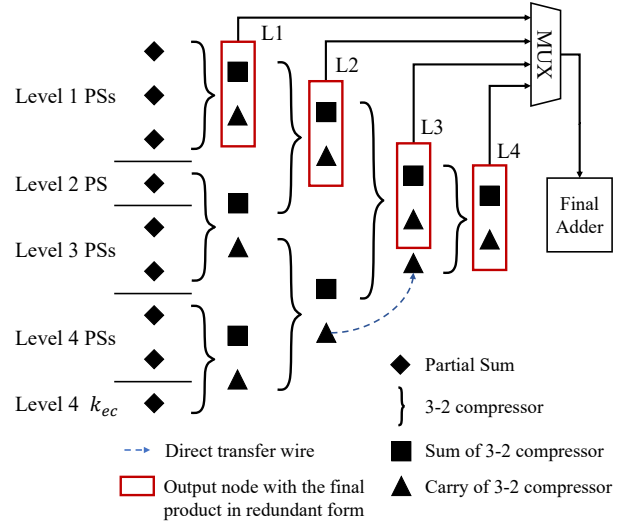 L1
L2
L3
L4
MUX
Level 1 PSs
Level 2 PS
Level 3 PSs
Level 4 PSs
Level 4 k_{ec}
Final
Adder
Partial Sum
3-2 compressor
Direct transfer wire
Sum of 3-2 compressor
Output node with the final
product in redundant form
Carry of 3-2 compressor